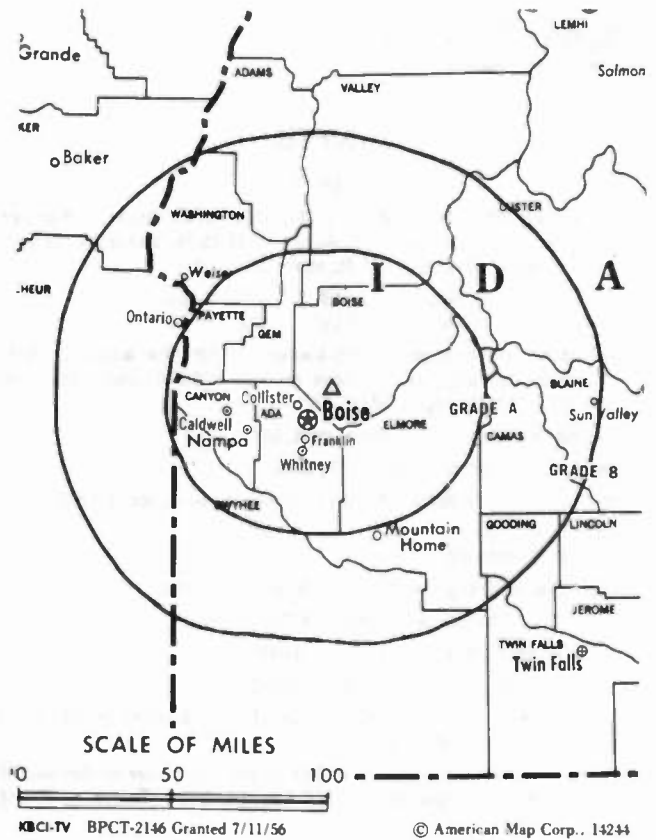 LEMHI
Grande
ADAMS
VALLEY
Salmon
KER
Baker
CUSTER
WASHINGTON
I D A
Weiser
HEUR
PAYETTE
BOISE
Ontario
GEM
CANYON
Collister
ADA
Boise
ELMORE
GRADE A
BLAINE
Sun Valley
Caldwell
Nampa
Franklin
CAMAS
Whitney
GRADE B
OWYHEE
Mountain
Home
GOODING
LINCOLN
JEROME
TWIN FALLS
Twin Falls
SCALE OF MILES
0 50 100
KBCI-TV BPCT-2146 Granted 7/11/56
© American Map Corp., 14244